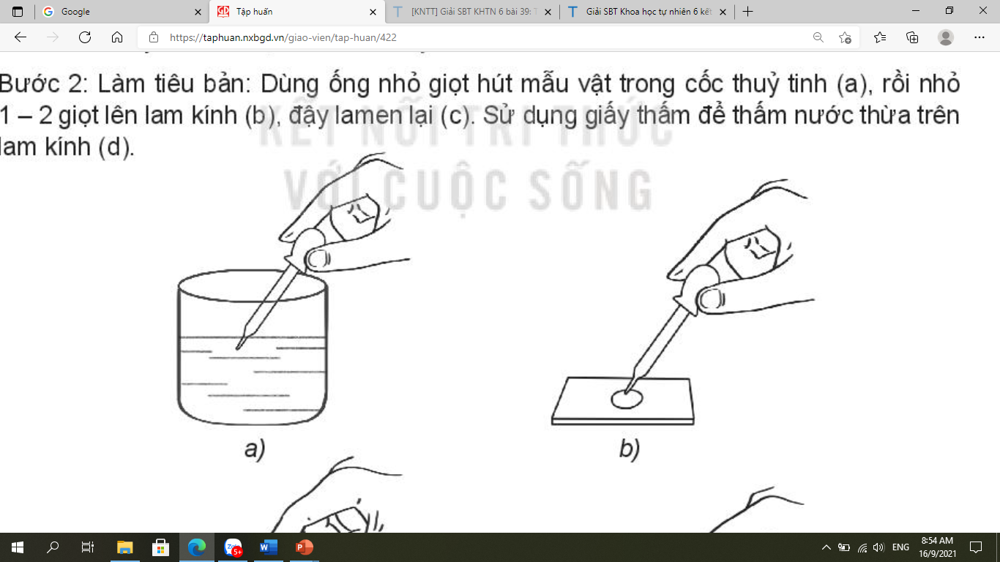 Google
Tập huấn
[KNTT] Giải SBT KHTN 6 bài 39: T
Giải SBT Khoa học tự nhiên 6 kết
https://taphuan.nxbgd.vn/giao-vien/tap-huan/422
Bước 2: Làm tiêu bản: Dùng ống nhỏ giọt hút mẫu vật trong cốc thuỷ tinh (a), rồi nhỏ
1 – 2 giọt lên lam kính (b), đậy lamen lại (c). Sử dụng giấy thấm để thấm nước thừa trên
lam kính (d).
KẾT NỐI TRI THỨC
VỚI CUỘC SỐNG
a)
b)
Zalo
5+
ENG
8:54 AM
16/9/2021